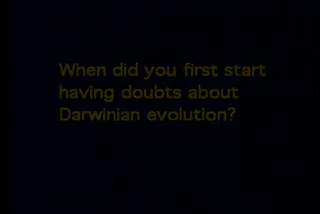 When did you first start
having doubts about
Darwinian evolution?